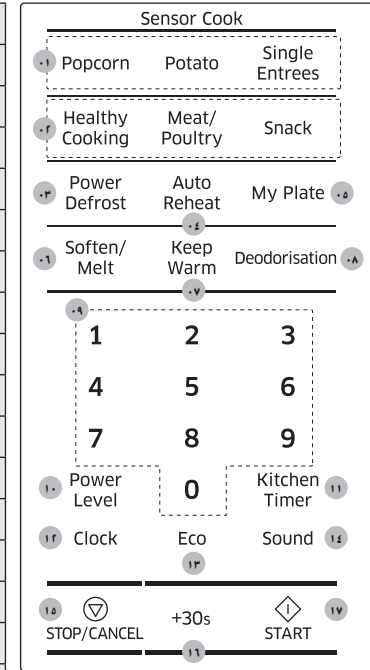 Sensor Cook
٠١ Popcorn Potato Single Entrees
٠٢ Healthy Cooking Meat/ Poultry Snack
٠٣ Power Defrost Auto Reheat My Plate ٠٥
٠٤
٠٦ Soften/ Melt Keep Warm Deodorisation ٠٨
٠٧
٠٩
1 2 3
4 5 6
7 8 9
١٠ Power Level 0 Kitchen Timer ١١
١٢ Clock Eco Sound ١٤
١٣
١٥ STOP/CANCEL +30s START ١٧
١٦